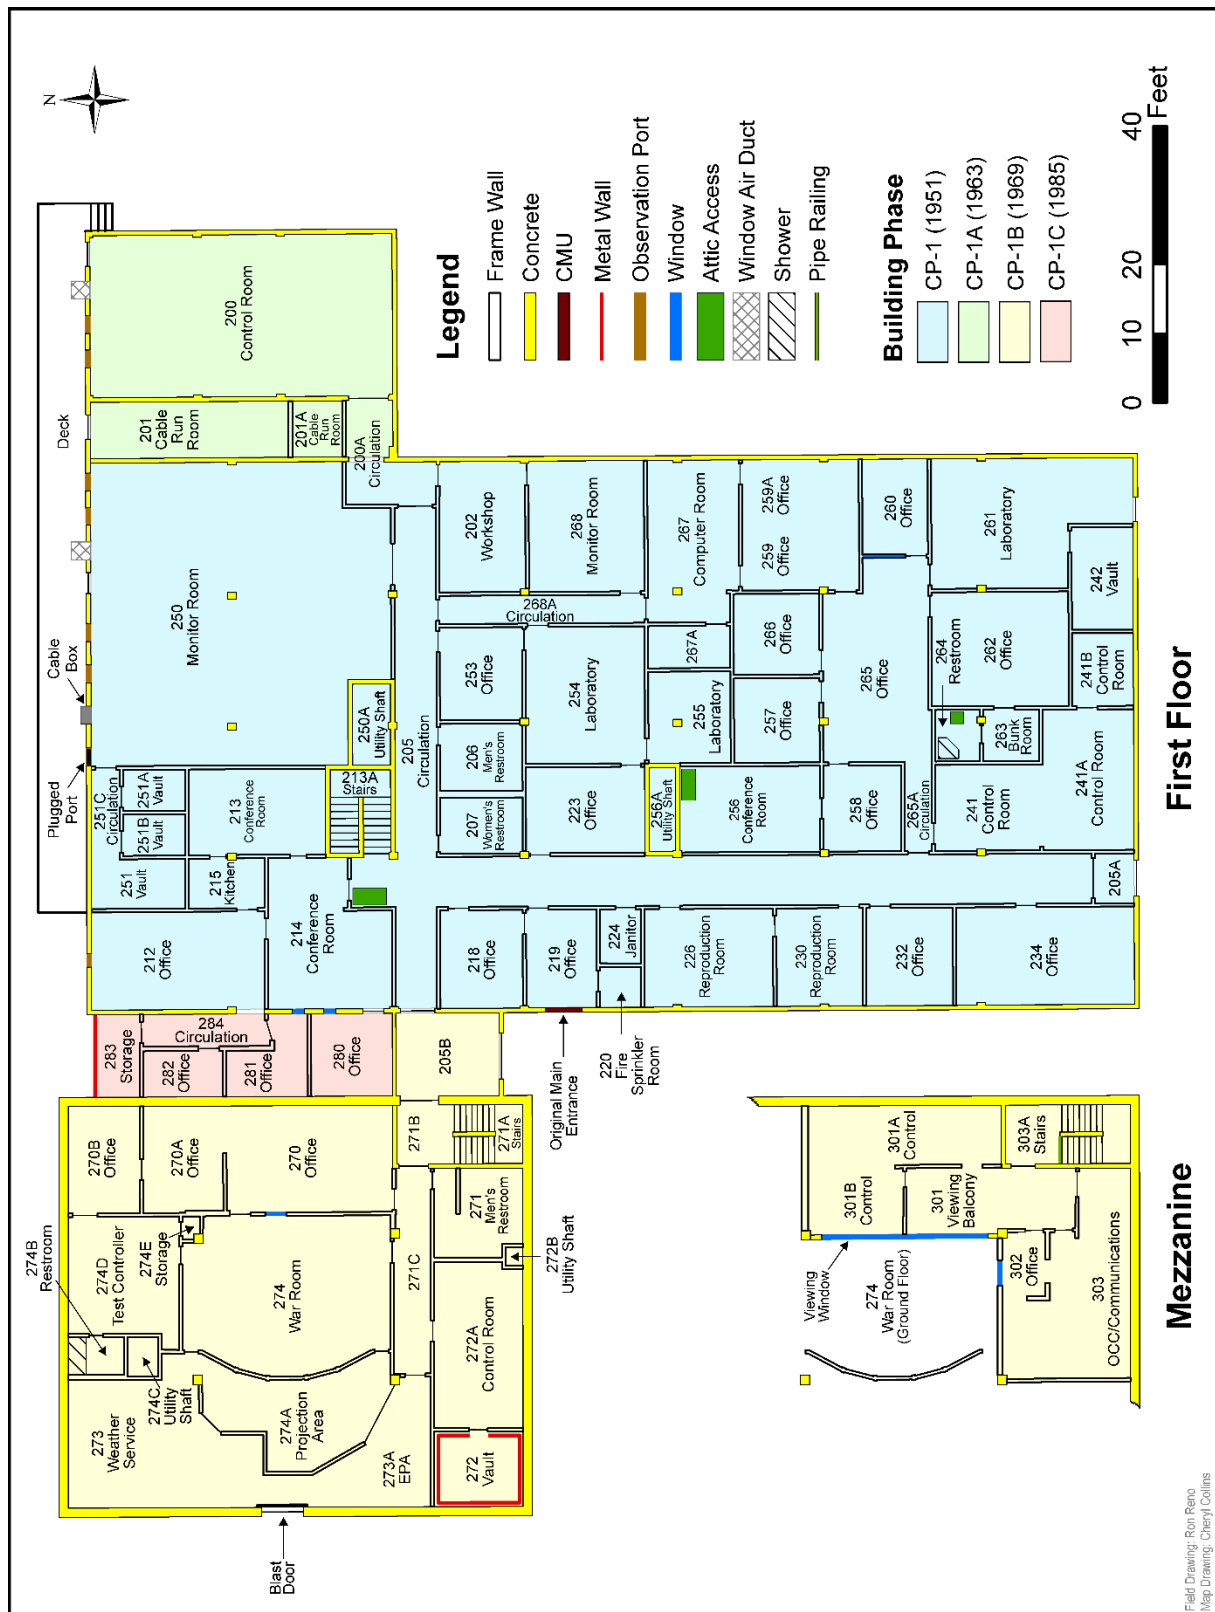 N
Deck
Cable
Box
Plugged
Port
200
Control Room
201
Cable
Run
Room
201A
Cable
Run
Room
200A
Circulation
250
Monitor Room
250A
Utility Shaft
251C
Circulation
251A
Vault
251B
Vault
251
Vault
213
Conference
Room
213A
Stairs
215
Kitchen
212
Office
214
Conference
Room
205
Circulation
202
Workshop
268
Monitor Room
268A
Circulation
267
Computer Room
267A
259A
Office
259
Office
260
Office
261
Laboratory
242
Vault
253
Office
254
Laboratory
255
Laboratory
266
Office
257
Office
265
Office
264
Restroom
262
Office
241B
Control
Room
263
Bunk
Room
206
Men's
Restroom
207
Women's
Restroom
223
Office
256A
Utility Shaft
256
Conference
Room
258
Office
265A
Circulation
241
Control
Room
241A
Control Room
205A
218
Office
219
Office
224
Janitor
226
Reproduction
Room
230
Reproduction
Room
232
Office
234
Office
220
Fire
Sprinkler
Room
Original Main
Entrance
283
Storage
284
Circulation
282
Office
281
Office
280
Office
205B
270B
Office
270A
Office
270
Office
271B
271A
Stairs
271
Men's
Restroom
272B
Utility Shaft
271C
274B
Restroom
274D
Test Controller
274E
Storage
274
War Room
274C
Utility
Shaft
273
Weather
Service
274A
Projection
Area
273A
EPA
272A
Control Room
272
Vault
Blast
Door
First Floor
Legend
Frame Wall
Concrete
CMU
Metal Wall
Observation Port
Window
Attic Access
Window Air Duct
Shower
Pipe Railing
Building Phase
CP-1 (1951)
CP-1A (1963)
CP-1B (1969)
CP-1C (1985)
0 10 20 40
Feet
301A
Control
301B
Control
301
Viewing
Balcony
303A
Stairs
302
Office
303
OCC/Communications
Viewing
Window
274
War Room
(Ground Floor)
Mezzanine
Field Drawing: Ron Reno
Map Drawing: Cheryl Collins